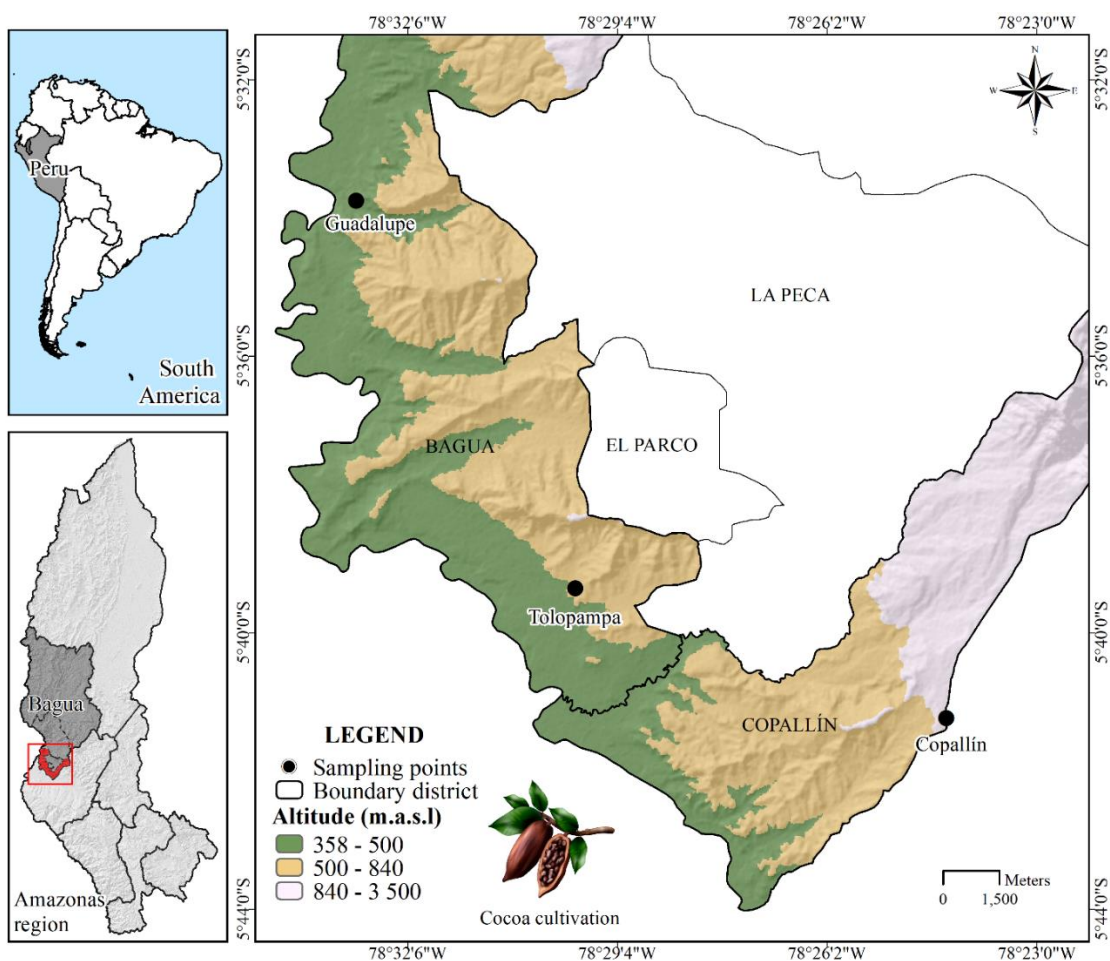 Peru
South
America
Bagua
Amazonas
region
78°32'6"W
78°29'4"W
78°26'2"W
78°23'0"W
5°32'0"S
5°32'0"S
N
W
E
S
Guadalupe
LA PECA
5°36'0"S
5°36'0"S
BAGUA
EL PARCO
Tolopampa
5°40'0"S
5°40'0"S
COPALLÍN
Copallín
LEGEND
Sampling points
Boundary district
Altitude (m.a.s.l)
358 - 500
500 - 840
840 - 3 500
Cocoa cultivation
Meters
0 1,500
5°44'0"S
5°44'0"S
78°32'6"W
78°29'4"W
78°26'2"W
78°23'0"W